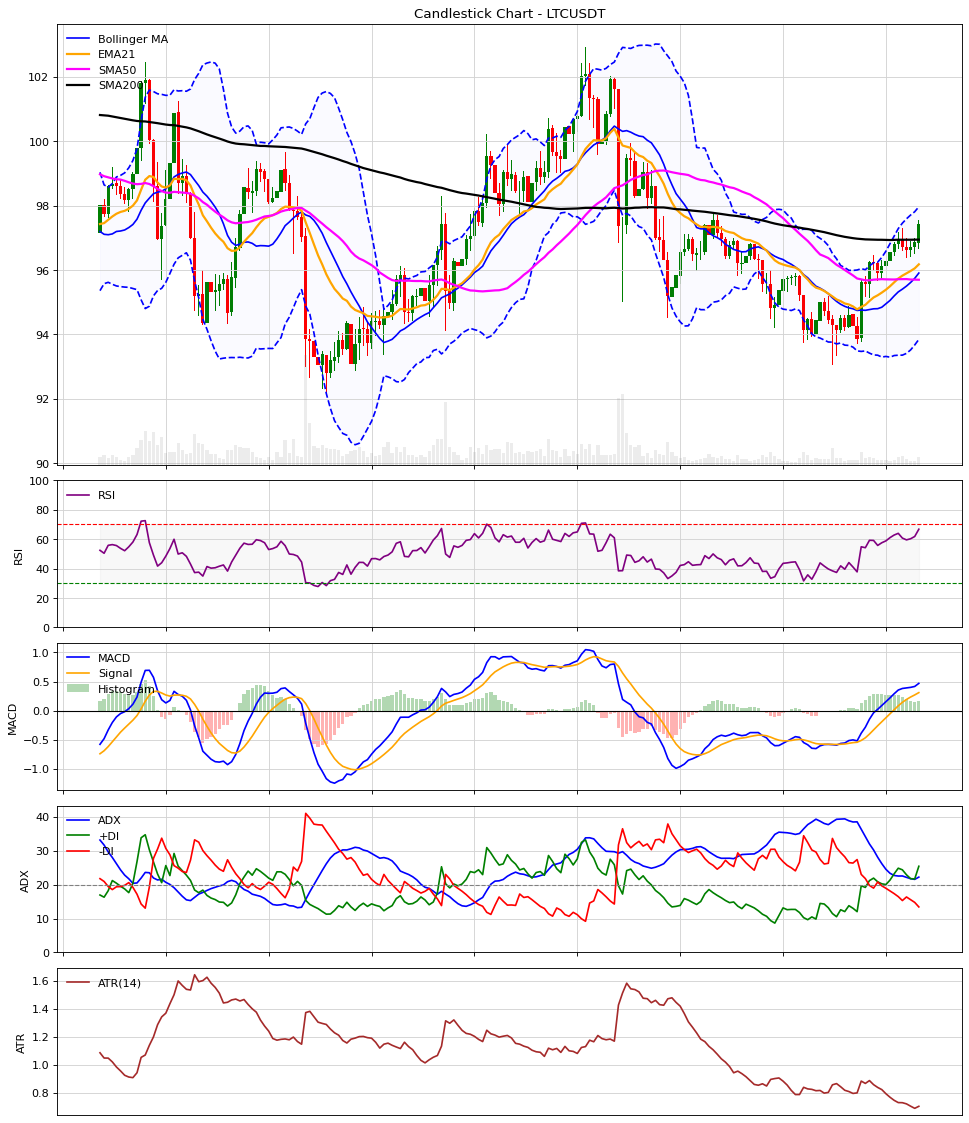 Candlestick Chart - LTCUSDT
Bollinger MA
EMA21
SMA50
SMA200
102
100
98
96
94
92
90
RSI
RSI
100
80
60
40
20
0
MACD
Signal
Histogram
MACD
1.0
0.5
0.0
−0.5
−1.0
ADX
+DI
-DI
ADX
40
30
20
10
0
ATR(14)
ATR
1.6
1.4
1.2
1.0
0.8